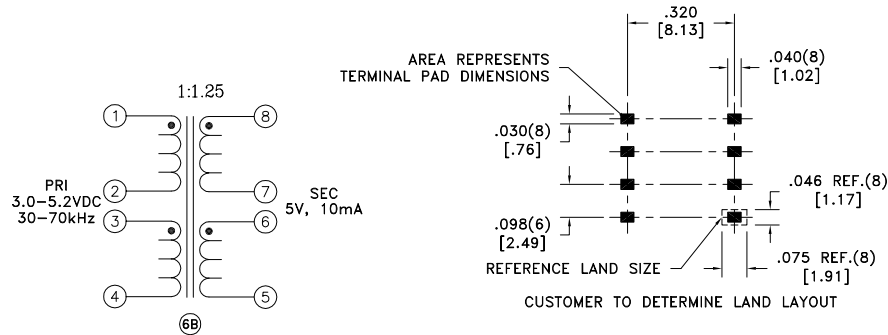 1:1.25
1
8
2
7
PRI
3.0–5.2VDC
30–70kHz
3
6
SEC
5V, 10mA
4
5
6B
.320
[8.13]
AREA REPRESENTS
TERMINAL PAD DIMENSIONS
.040(8)
[1.02]
.030(8)
[.76]
.046 REF.(8)
[1.17]
.098(6)
[2.49]
REFERENCE LAND SIZE
.075 REF.(8)
[1.91]
CUSTOMER TO DETERMINE LAND LAYOUT